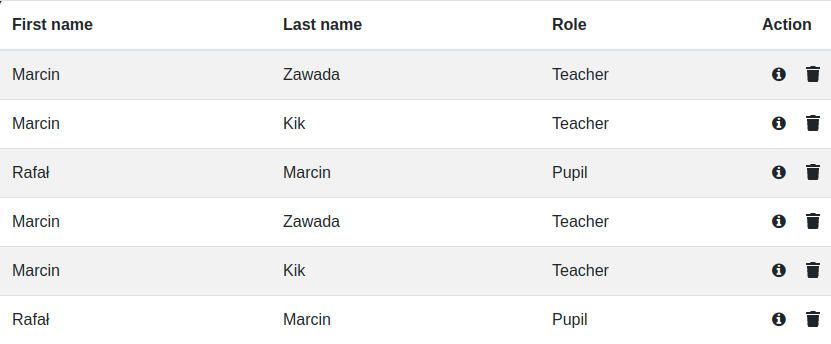 First name Last name Role Action
Marcin Zawada Teacher
Marcin Kik Teacher
Rafał Marcin Pupil
Marcin Zawada Teacher
Marcin Kik Teacher
Rafał Marcin Pupil